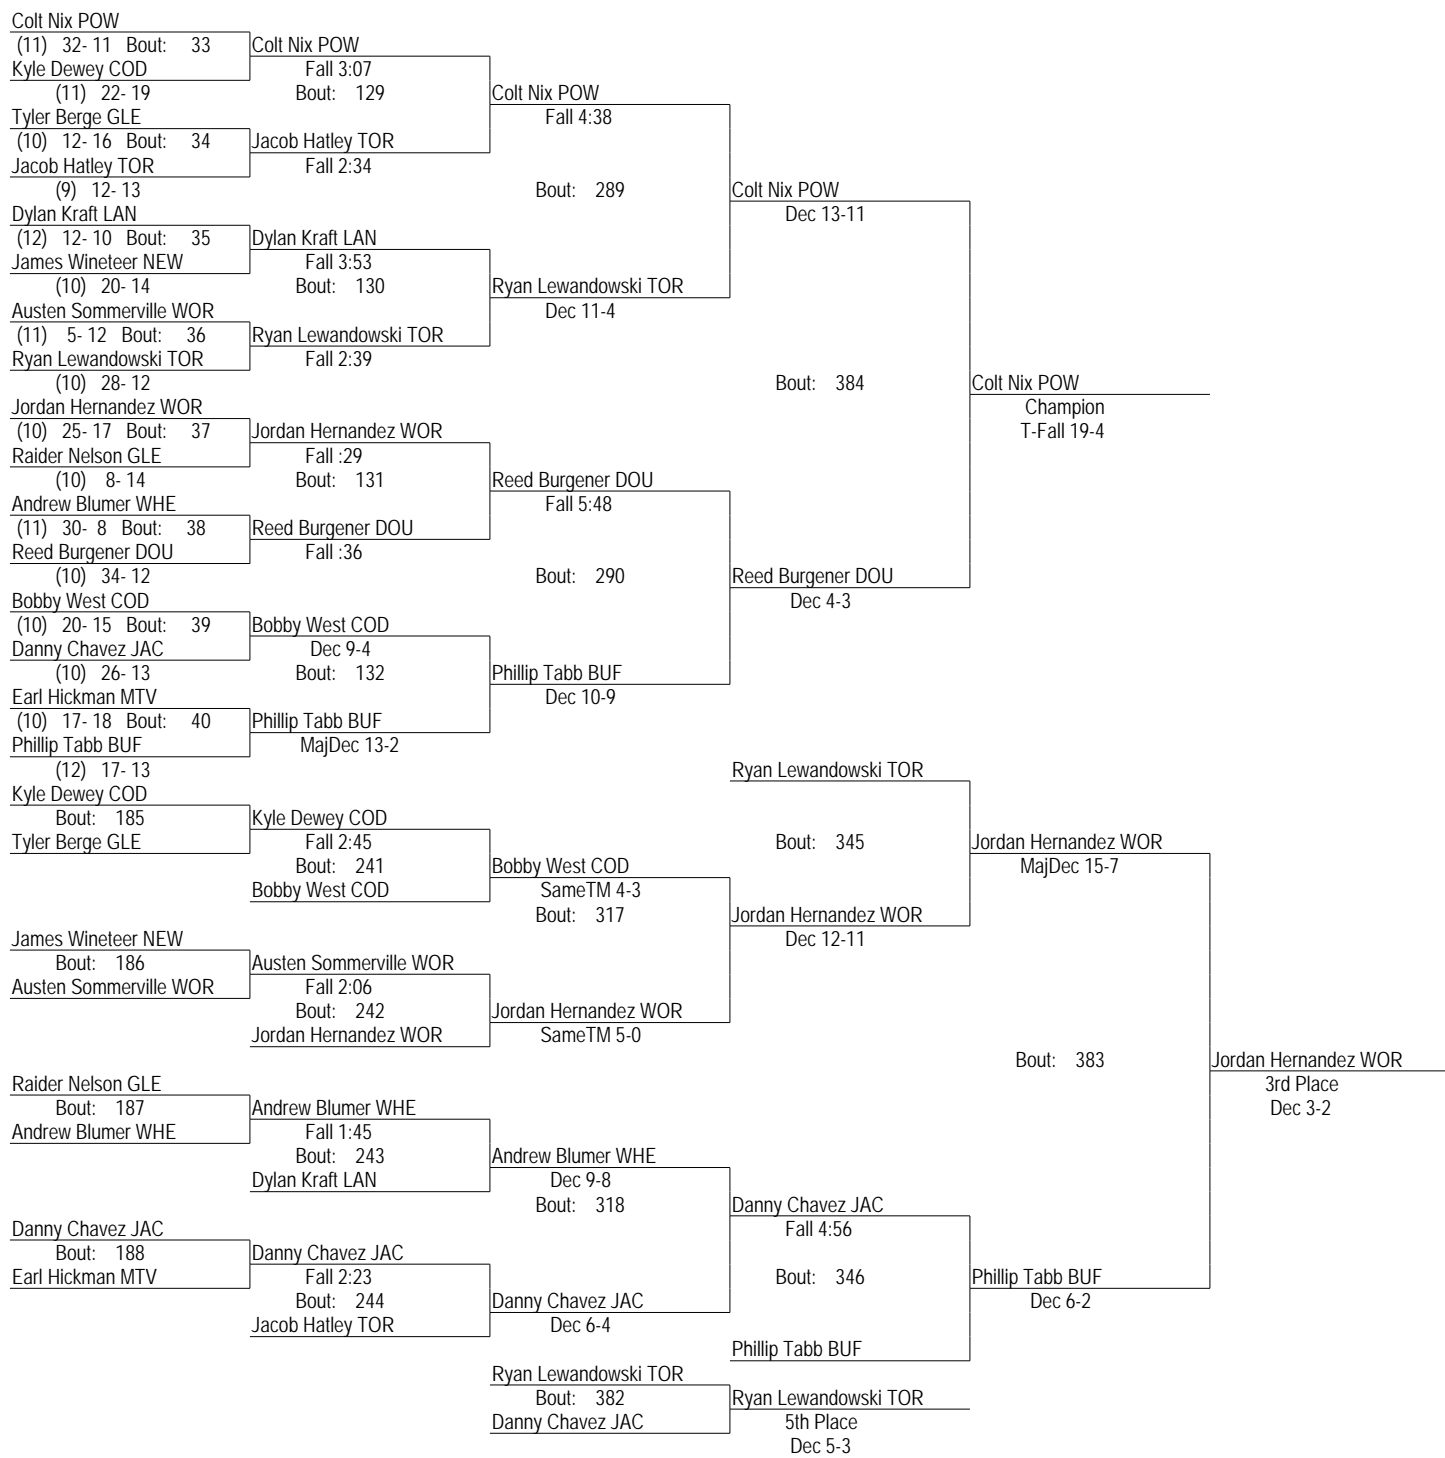 Colt Nix POW
(11) 32- 11 Bout: 33 Colt Nix POW
Kyle Dewey COD Fall 3:07
(11) 22- 19 Bout: 129 Colt Nix POW
Tyler Berge GLE Fall 4:38
(10) 12- 16 Bout: 34 Jacob Hatley TOR
Jacob Hatley TOR Fall 2:34
(9) 12- 13 Bout: 289 Colt Nix POW
Dylan Kraft LAN Dec 13-11
(12) 12- 10 Bout: 35 Dylan Kraft LAN
James Wineteer NEW Fall 3:53
(10) 20- 14 Bout: 130 Ryan Lewandowski TOR
Austen Sommerville WOR Dec 11-4
(11) 5- 12 Bout: 36 Ryan Lewandowski TOR
Ryan Lewandowski TOR Fall 2:39
(10) 28- 12 Bout: 384 Colt Nix POW
Jordan Hernandez WOR Champion
(10) 25- 17 Bout: 37 Jordan Hernandez WOR T-Fall 19-4
Raider Nelson GLE Fall :29
(10) 8- 14 Bout: 131 Reed Burgener DOU
Andrew Blumer WHE Fall 5:48
(11) 30- 8 Bout: 38 Reed Burgener DOU
Reed Burgener DOU Fall :36
(10) 34- 12 Bout: 290 Reed Burgener DOU
Bobby West COD Dec 4-3
(10) 20- 15 Bout: 39 Bobby West COD
Danny Chavez JAC Dec 9-4
(10) 26- 13 Bout: 132 Phillip Tabb BUF
Earl Hickman MTV Dec 10-9
(10) 17- 18 Bout: 40 Phillip Tabb BUF
Phillip Tabb BUF MajDec 13-2
(12) 17- 13 Ryan Lewandowski TOR
Kyle Dewey COD
Bout: 185 Kyle Dewey COD
Tyler Berge GLE Fall 2:45 Bout: 345 Jordan Hernandez WOR
Bout: 241 Bobby West COD MajDec 15-7
Bobby West COD SameTM 4-3
Bout: 317 Jordan Hernandez WOR
James Wineteer NEW Dec 12-11
Bout: 186 Austen Sommerville WOR
Austen Sommerville WOR Fall 2:06
Bout: 242 Jordan Hernandez WOR
Jordan Hernandez WOR SameTM 5-0
Bout: 383 Jordan Hernandez WOR
Raider Nelson GLE 3rd Place
Bout: 187 Andrew Blumer WHE Dec 3-2
Andrew Blumer WHE Fall 1:45
Bout: 243 Andrew Blumer WHE
Dylan Kraft LAN Dec 9-8
Bout: 318 Danny Chavez JAC
Danny Chavez JAC Fall 4:56
Bout: 188 Danny Chavez JAC
Earl Hickman MTV Fall 2:23 Bout: 346 Phillip Tabb BUF
Bout: 244 Danny Chavez JAC Dec 6-2
Jacob Hatley TOR Dec 6-4
Phillip Tabb BUF
Ryan Lewandowski TOR
Bout: 382 Ryan Lewandowski TOR
Danny Chavez JAC 5th Place
Dec 5-3